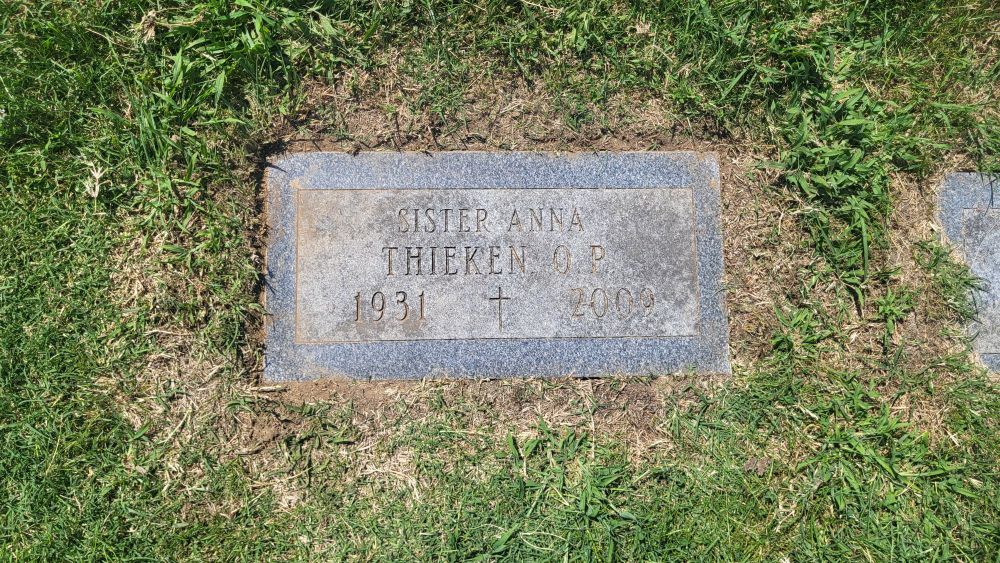 SISTER ANNA
THIEKEN, O.P.
1931 2009